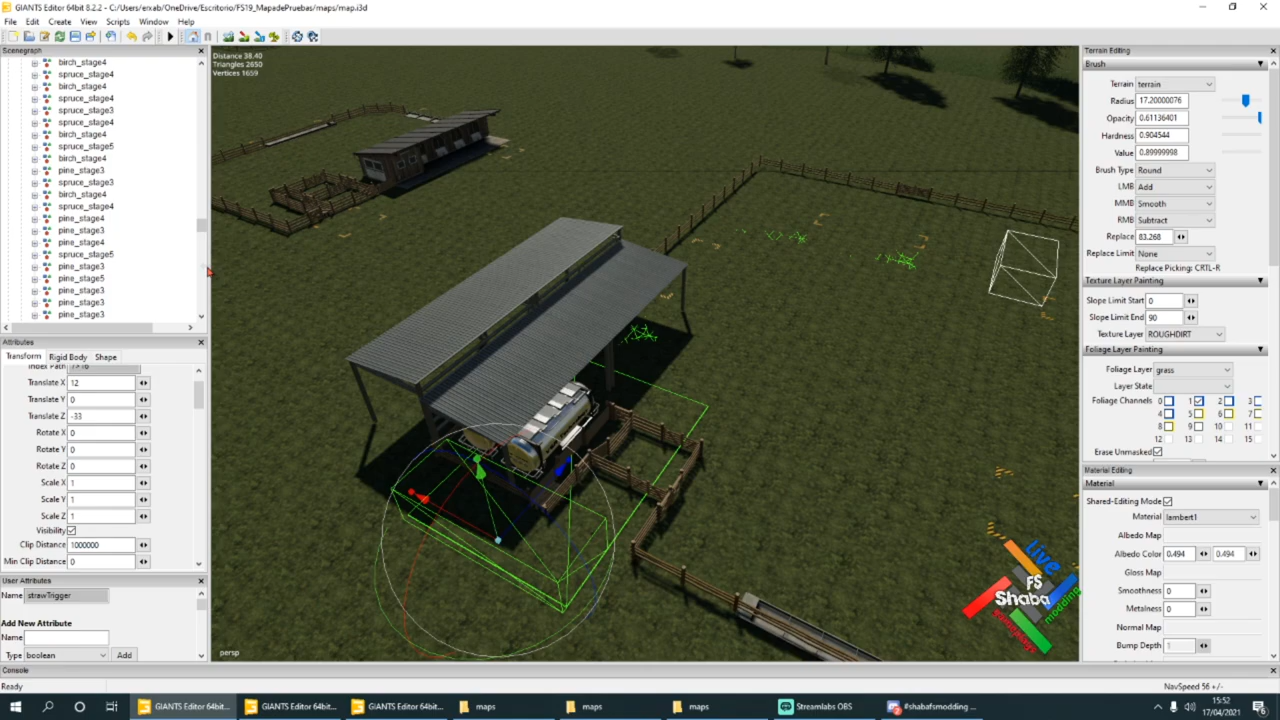 GIANTS Editor 64bit 8.2.2 - C:/Users/erxab/OneDrive/Escritorio/FS19_MapadePruebas/maps/map.i3d
File Edit Create View Scripts Window Help
Scenegraph
birch_stage4
spruce_stage4
birch_stage4
spruce_stage4
spruce_stage3
spruce_stage4
birch_stage4
spruce_stage5
birch_stage4
pine_stage3
spruce_stage3
birch_stage4
spruce_stage4
pine_stage4
pine_stage3
pine_stage4
spruce_stage5
pine_stage3
pine_stage5
pine_stage3
pine_stage3
pine_stage3
Attributes
Transform Rigid Body Shape
Index Path
Translate X 12
Translate Y 0
Translate Z -33
Rotate X 0
Rotate Y 0
Rotate Z 0
Scale X 1
Scale Y 1
Scale Z 1
Visibility
Clip Distance 1000000
Min Clip Distance 0
User Attributes
Name strawTrigger
Add New Attribute
Name
Type boolean Add
Console
Ready
Distance 38.40
Triangles 2650
Vertices 1659
persp
Live
FS
Shaba
modding
Terrain Editing
Brush
Terrain terrain
Radius 17.20000076
Opacity 0.61136401
Hardness 0.904544
Value 0.89999998
Brush Type Round
LMB Add
MMB Smooth
RMB Subtract
Replace 83.268
Replace Limit None
Replace Picking: CRTL-R
Texture Layer Painting
Slope Limit Start 0
Slope Limit End 90
Texture Layer ROUGHDIRT
Foliage Layer Painting
Foliage Layer grass
Layer State
Foliage Channels 0 1 2 3
4 5 6 7
8 9 10 11
12 13 14 15
Erase Unmasked
Material Editing
Material
Shared-Editing Mode
Material lambert1
Albedo Map
Albedo Color 0.494 0.494
Gloss Map
Smoothness 0
Metalness 0
Normal Map
Bump Depth 1
NavSpeed 56 +/-
GIANTS Editor 64bit... GIANTS Editor 64bit... GIANTS Editor 64bit... maps maps maps Streamlabs OBS #shabafsmodding ...
15:52
17/04/2021
6